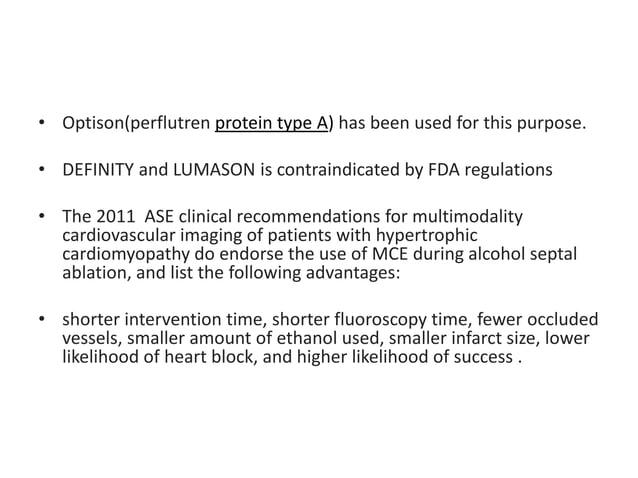 • Optison(perflutren protein type A) has been used for this purpose.
• DEFINITY and LUMASON is contraindicated by FDA regulations
• The 2011  ASE clinical recommendations for multimodality
cardiovascular imaging of patients with hypertrophic
cardiomyopathy do endorse the use of MCE during alcohol septal
ablation, and list the following advantages:
• shorter intervention time, shorter fluoroscopy time, fewer occluded
vessels, smaller amount of ethanol used, smaller infarct size, lower
likelihood of heart block, and higher likelihood of success .